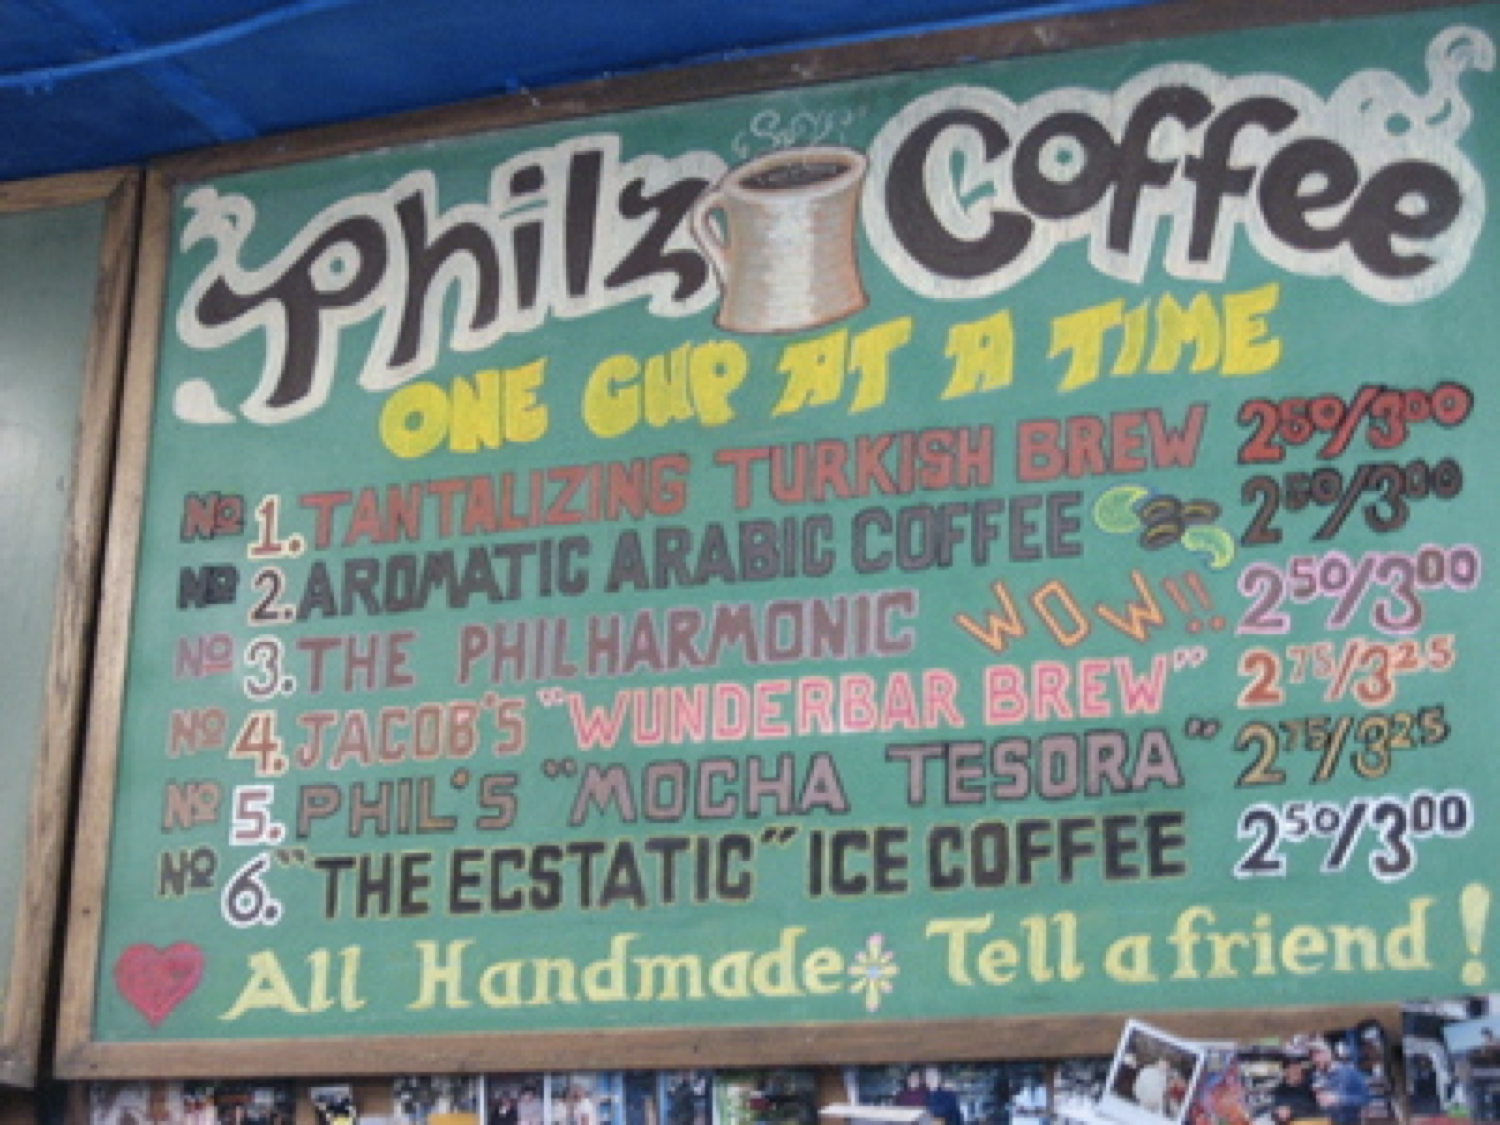 Philz Coffee
ONE CUP AT A TIME
No 1. TANTALIZING TURKISH BREW 2 50/3 00
No 2. AROMATIC ARABIC COFFEE 2 50/3 00
No 3. THE PHILHARMONIC WOW!! 2 50/3 00
No 4. JACOB'S "WUNDERBAR BREW" 2 75/3 25
No 5. PHIL'S "MOCHA TESORA" 2 75/3 25
No 6. "THE ECSTATIC" ICE COFFEE 2 50/3 00
All Handmade Tell a friend!